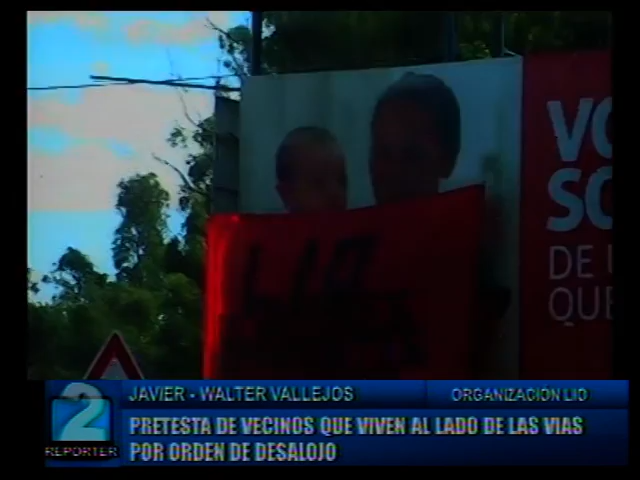 VO
SO
DE
QUE
2
REPORTER
JAVIER - WALTER VALLEJOS
ORGANIZACIÓN LIO
PRETESTA DE VECINOS QUE VIVEN AL LADO DE LAS VIAS
POR ORDEN DE DESALOJO